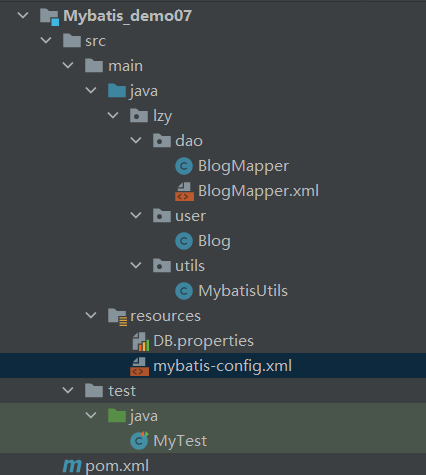 Mybatis_demo07
src
main
java
lzy
dao
BlogMapper
BlogMapper.xml
user
Blog
utils
MybatisUtils
resources
DB.properties
mybatis-config.xml
test
java
MyTest
pom.xml